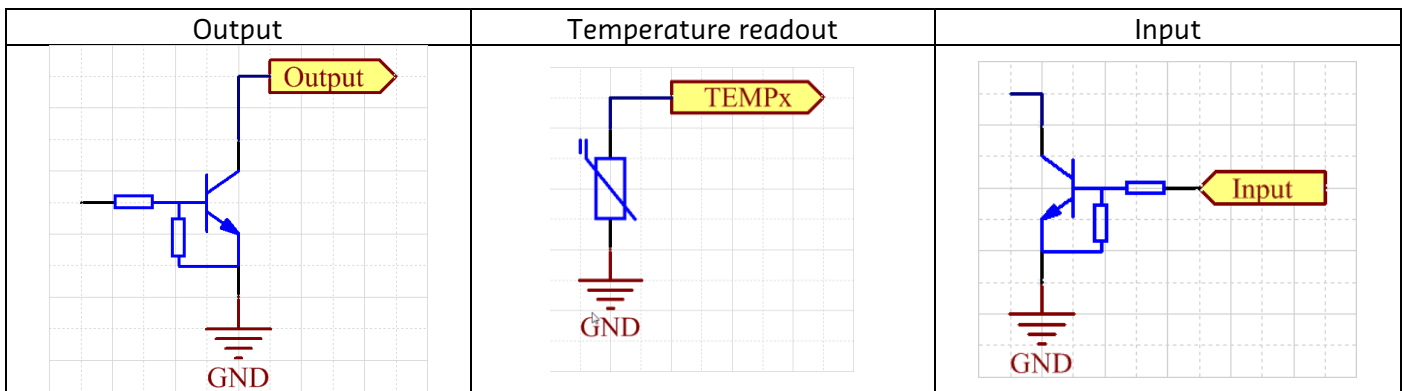 Output
Temperature readout
Input
Output
TEMPx
Input
GND
GND
GND